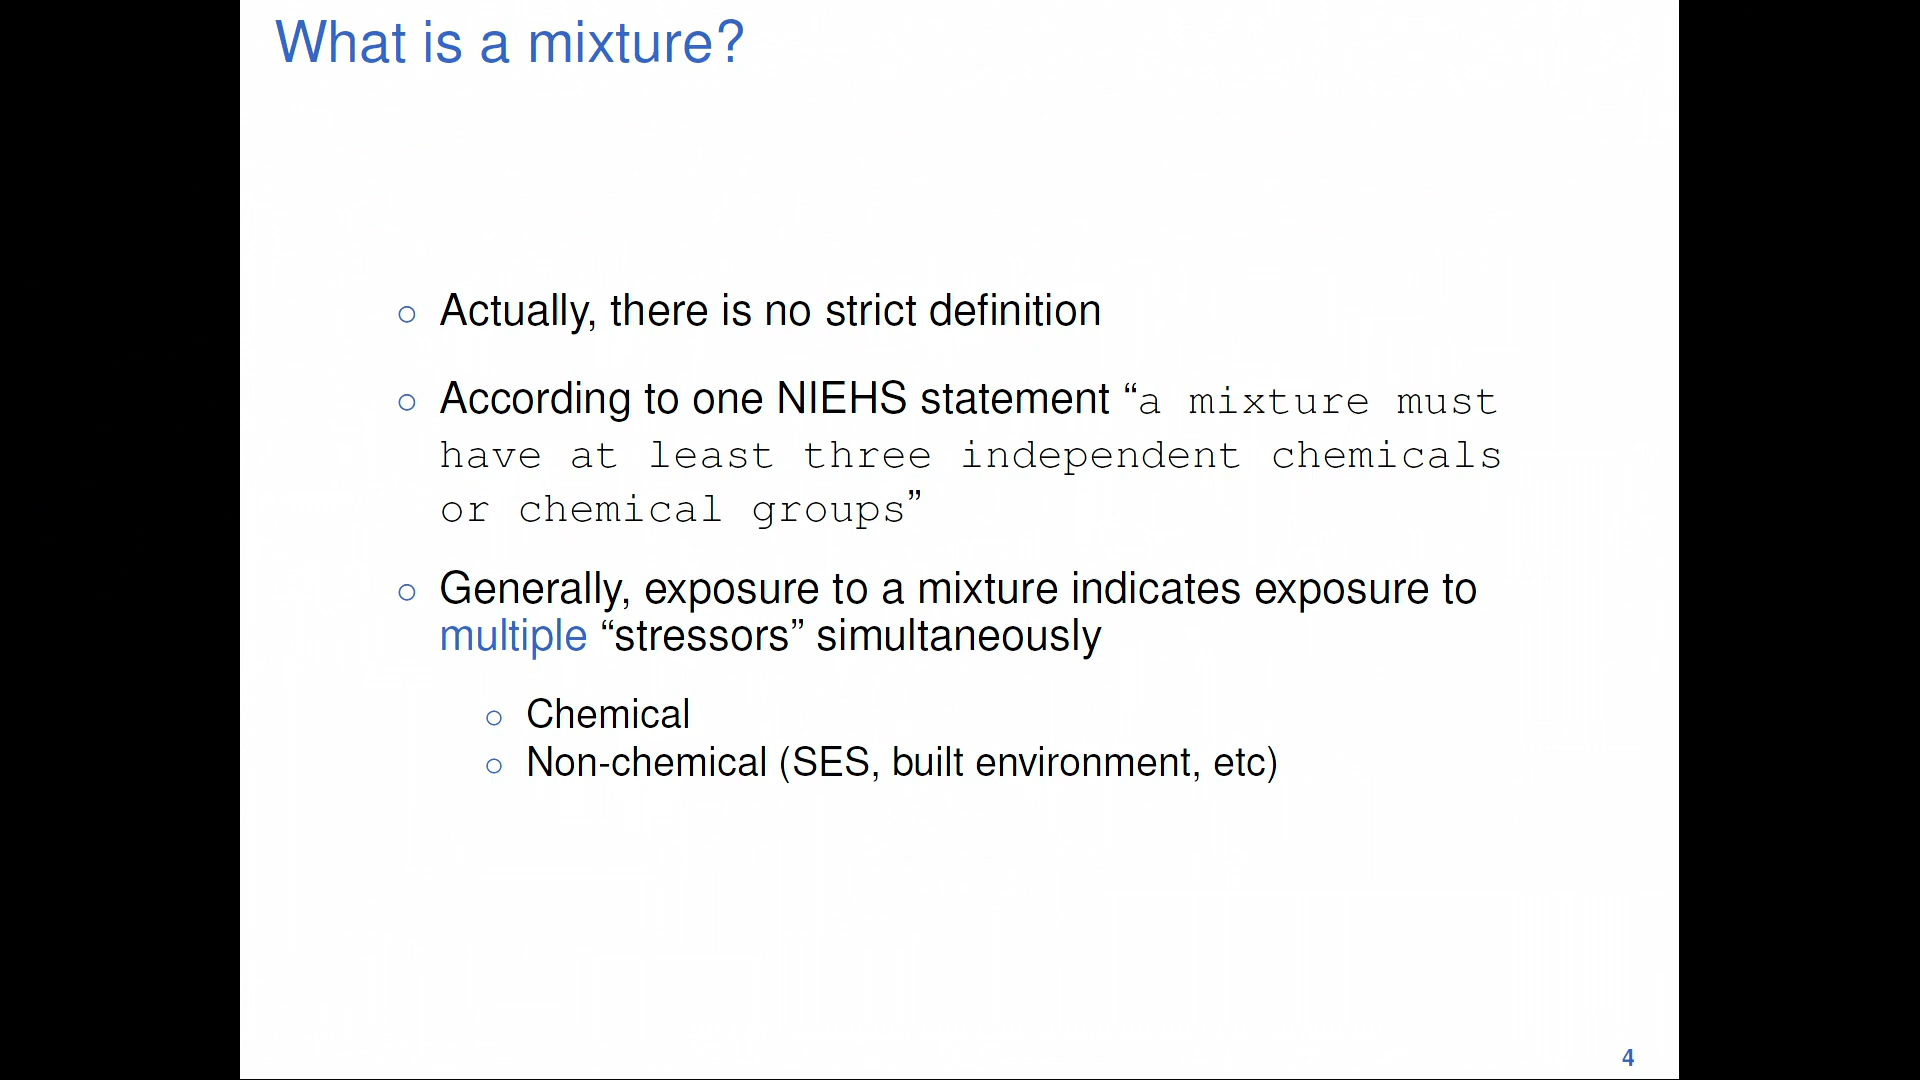 What is a mixture?
Actually, there is no strict definition
According to one NIEHS statement “a mixture must
have at least three independent chemicals
or chemical groups”
Generally, exposure to a mixture indicates exposure to
multiple “stressors” simultaneously
Chemical
Non-chemical (SES, built environment, etc)
4